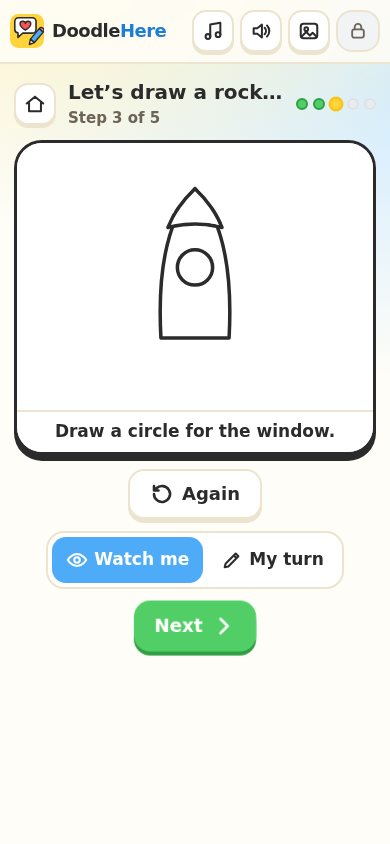 DoodleHere
Let’s draw a rock...
Step 3 of 5
Draw a circle for the window.
Again
Watch me
My turn
Next